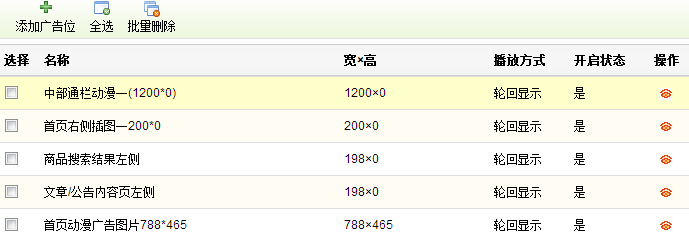 添加广告位 全选 批量删除
选择 名称 宽×高 播放方式 开启状态 操作
中部通栏动漫一(1200*0) 1200×0 轮回显示 是
首页右侧插图一200*0 200×0 轮回显示 是
商品搜索结果左侧 198×0 轮回显示 是
文章/公告内容页左侧 198×0 轮回显示 是
首页动漫广告图片788*465 788×465 轮回显示 是